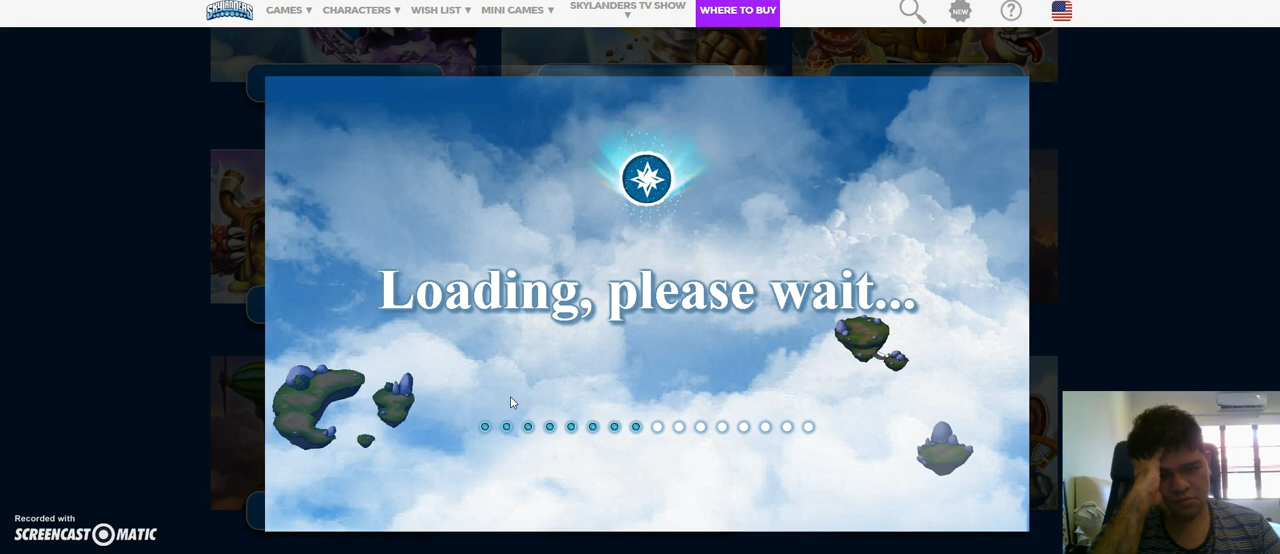 SKYLANDERS
GAMES ▼ CHARACTERS ▼ WISH LIST ▼ MINI GAMES ▼ SKYLANDERS TV SHOW ▼ WHERE TO BUY NEW ?
Loading, please wait...
Recorded with
SCREENCAST-O-MATIC